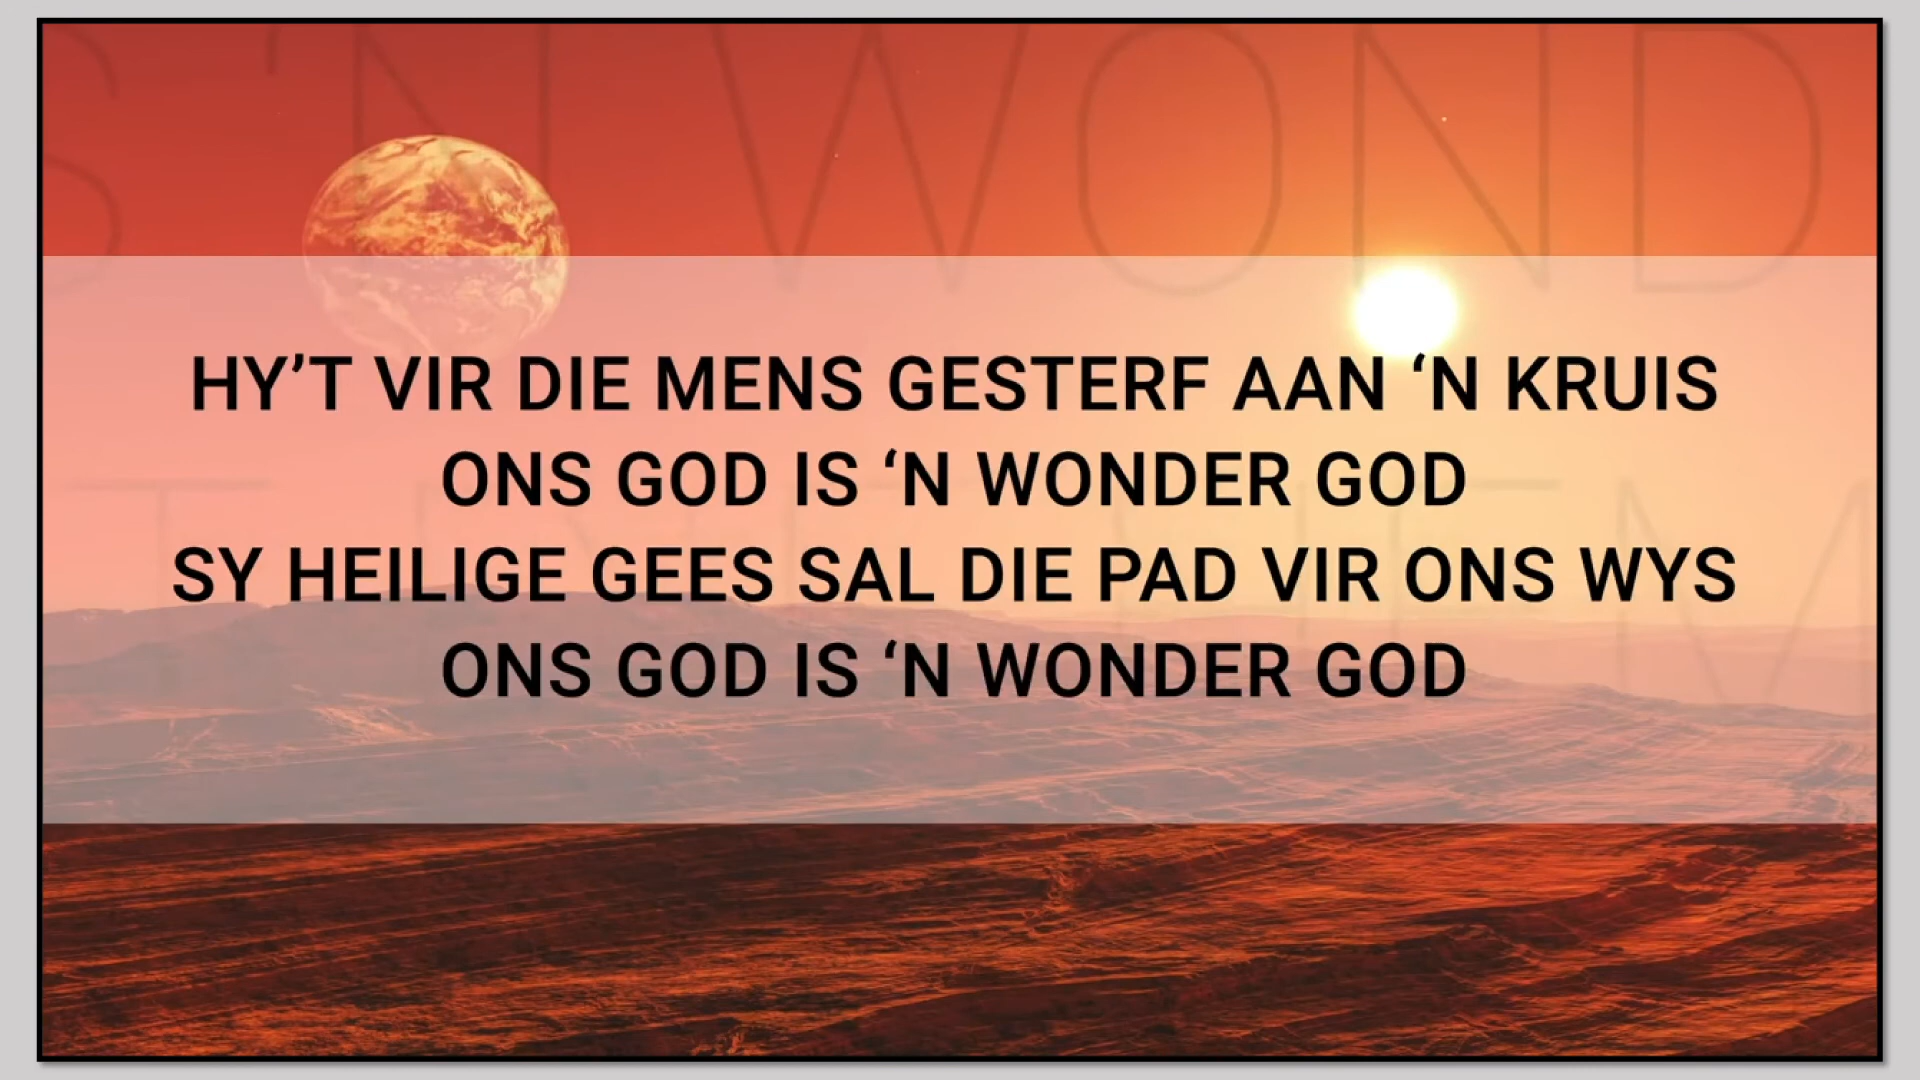 S 'N WOND
HY’T VIR DIE MENS GESTERF AAN ‘N KRUIS
ONS GOD IS ‘N WONDER GOD
SY HEILIGE GEES SAL DIE PAD VIR ONS WYS
ONS GOD IS ‘N WONDER GOD